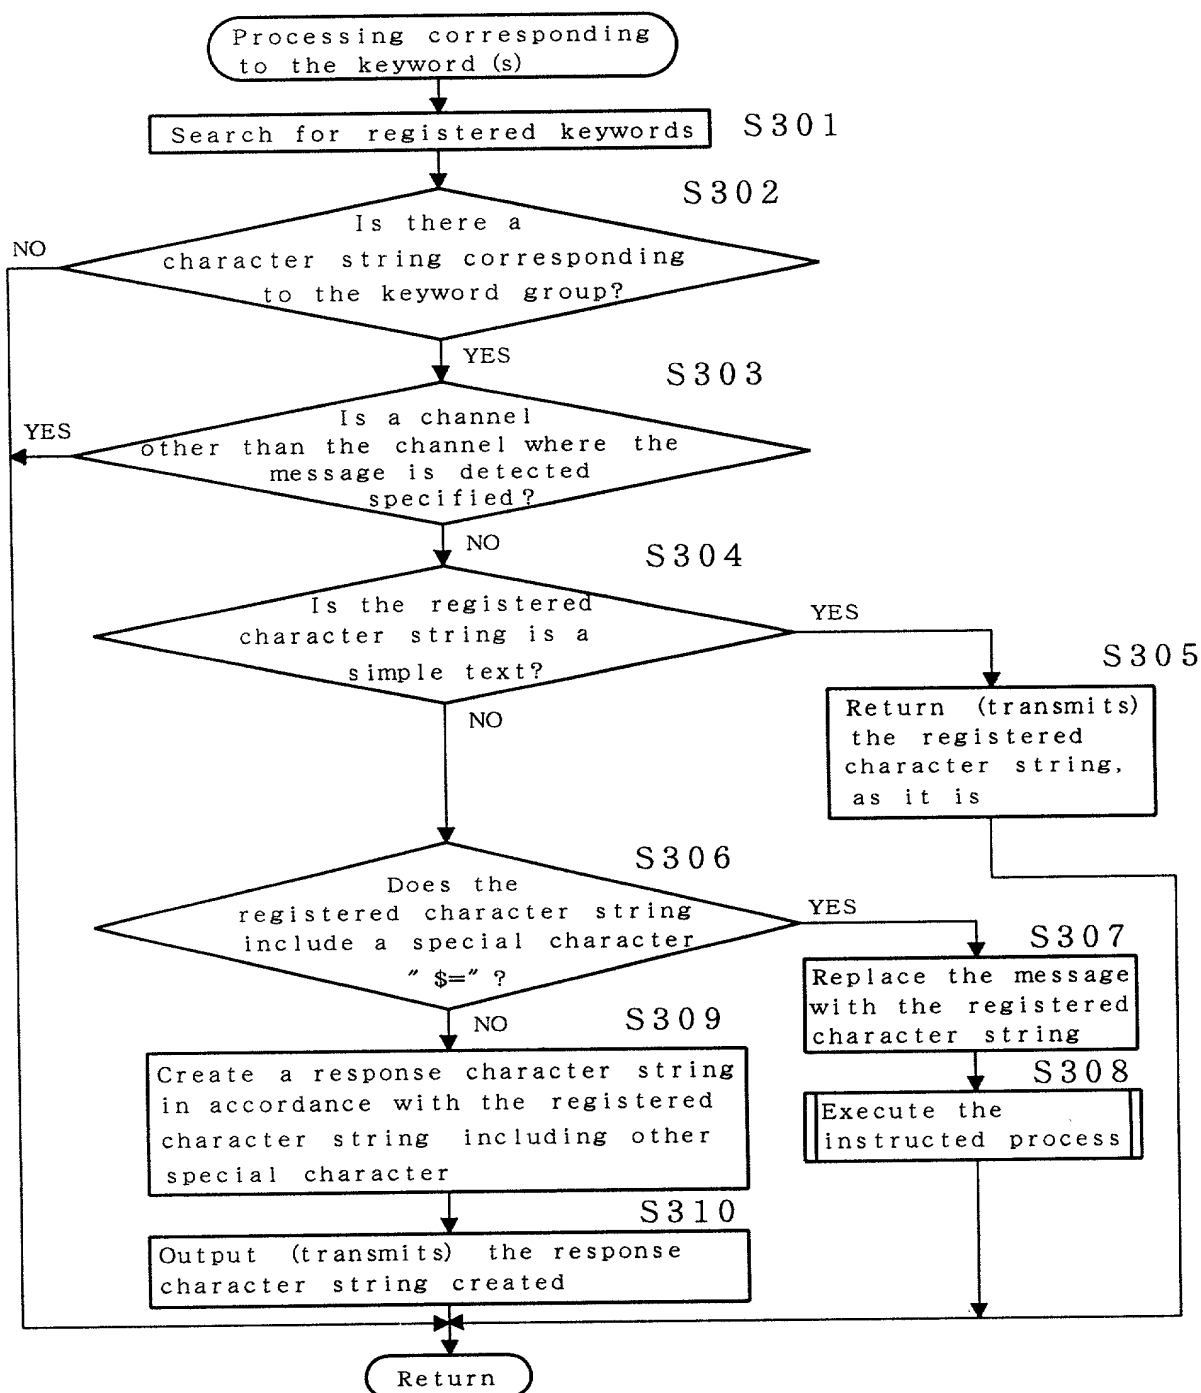 Processing corresponding
to the keyword (s)
Search for registered keywords
S301
S302
Is there a
character string corresponding
to the keyword group?
NO
YES
S303
Is a channel
other than the channel where the
message is detected
specified?
YES
NO
S304
Is the registered
character string is a
simple text?
YES
NO
S305
Return (transmits)
the registered
character string,
as it is
S306
Does the
registered character string
include a special character
" $=" ?
YES
NO
S307
Replace the message
with the registered
character string
S308
Execute the
instructed process
S309
Create a response character string
in accordance with the registered
character string including other
special character
S310
Output (transmits) the response
character string created
Return